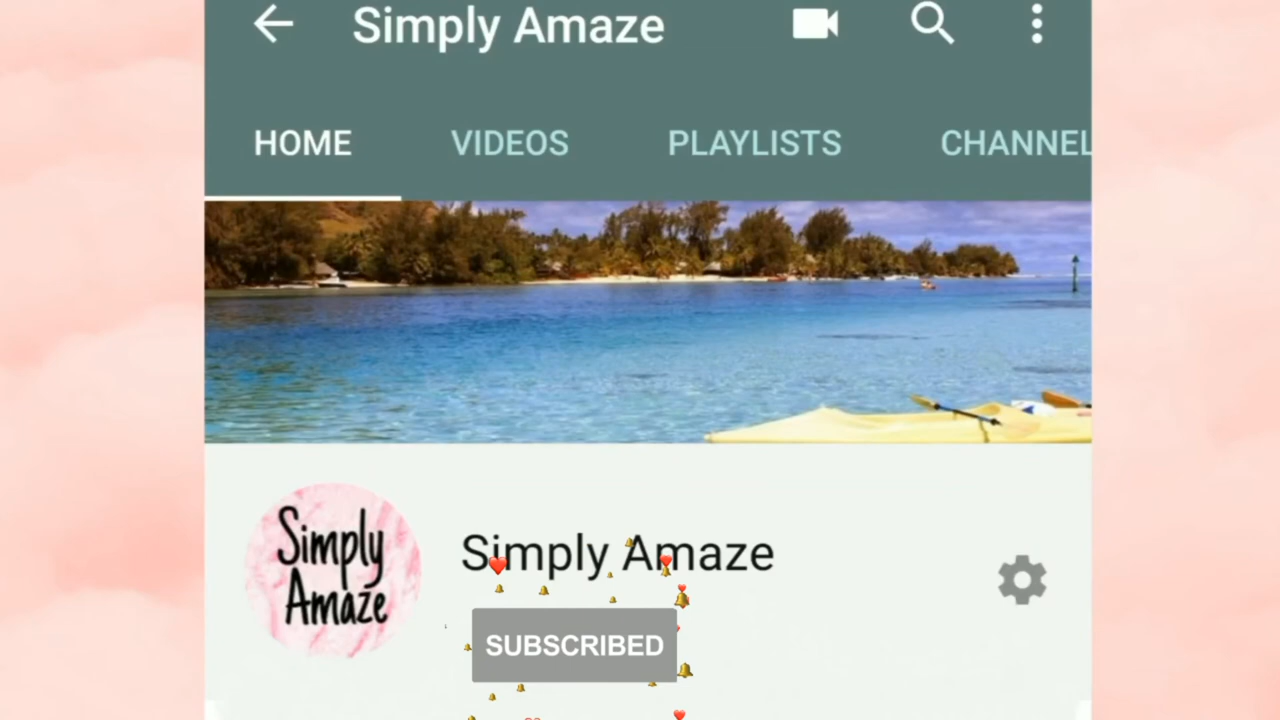 Simply Amaze
HOME VIDEOS PLAYLISTS CHANNEL
Simply
Amaze
Simply Amaze
SUBSCRIBED